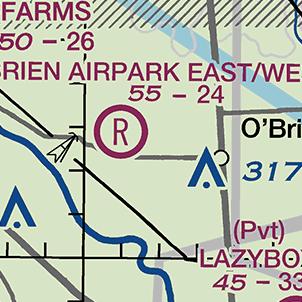 FARMS
50 - 26
BRIEN AIRPARK EAST/WE
55 - 24
R
O'Bri
317
(Pvt)
LAZYBO
45 - 33